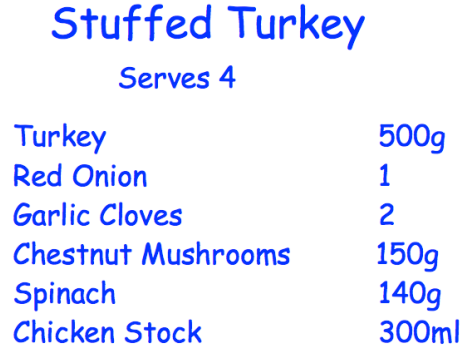 Stuffed Turkey
Serves 4
Turkey 500g
Red Onion 1
Garlic Cloves 2
Chestnut Mushrooms 150g
Spinach 140g
Chicken Stock 300ml